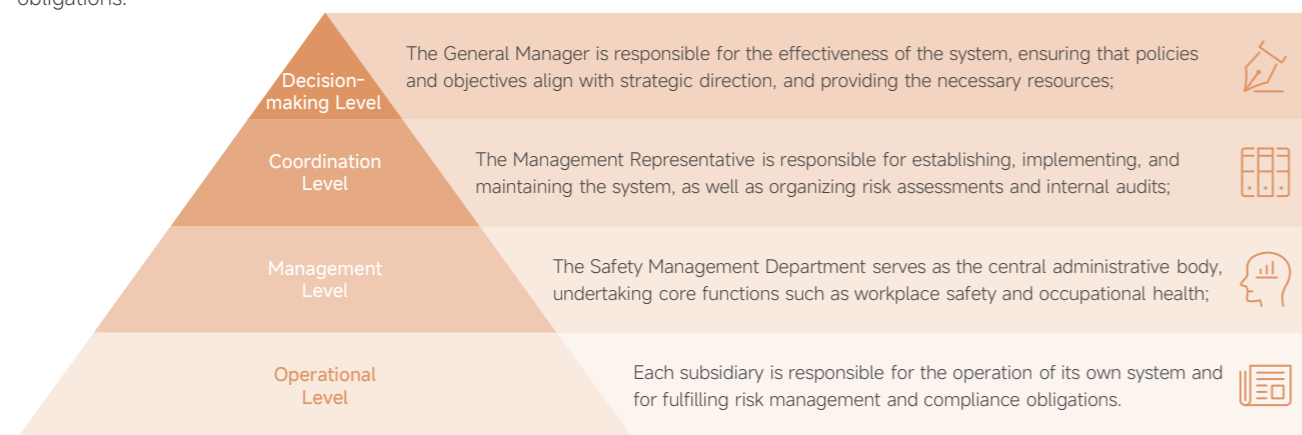 obligations.
Decision-
making Level
The General Manager is responsible for the effectiveness of the system, ensuring that policies
and objectives align with strategic direction, and providing the necessary resources;
Coordination
Level
The Management Representative is responsible for establishing, implementing, and
maintaining the system, as well as organizing risk assessments and internal audits;
Management
Level
The Safety Management Department serves as the central administrative body,
undertaking core functions such as workplace safety and occupational health;
Operational
Level
Each subsidiary is responsible for the operation of its own system and
for fulfilling risk management and compliance obligations.